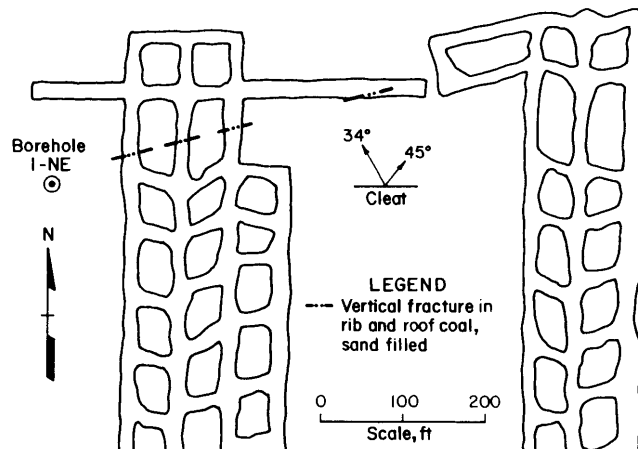 Borehole
1-NE
N
34°
45°
Cleat
LEGEND
Vertical fracture in
rib and roof coal,
sand filled
0 100 200
Scale, ft